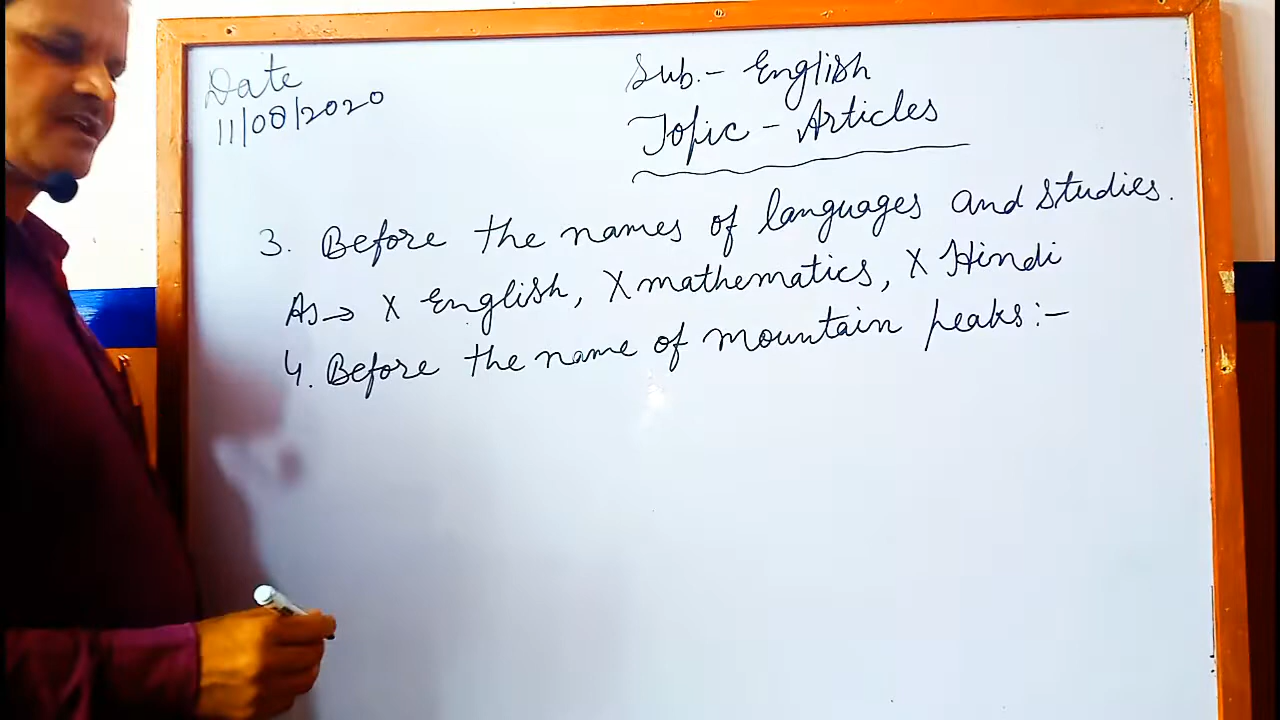 Date
11/08/2020
Sub.- English
Topic - Articles
3. Before the names of languages and studies.
As→ X English, X mathematics, X Hindi
4. Before the name of mountain peaks:-